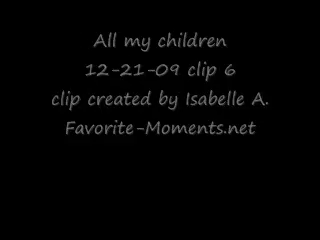 All my children
12-21-09 clip 6
clip created by Isabelle A.
Favorite-Moments.net